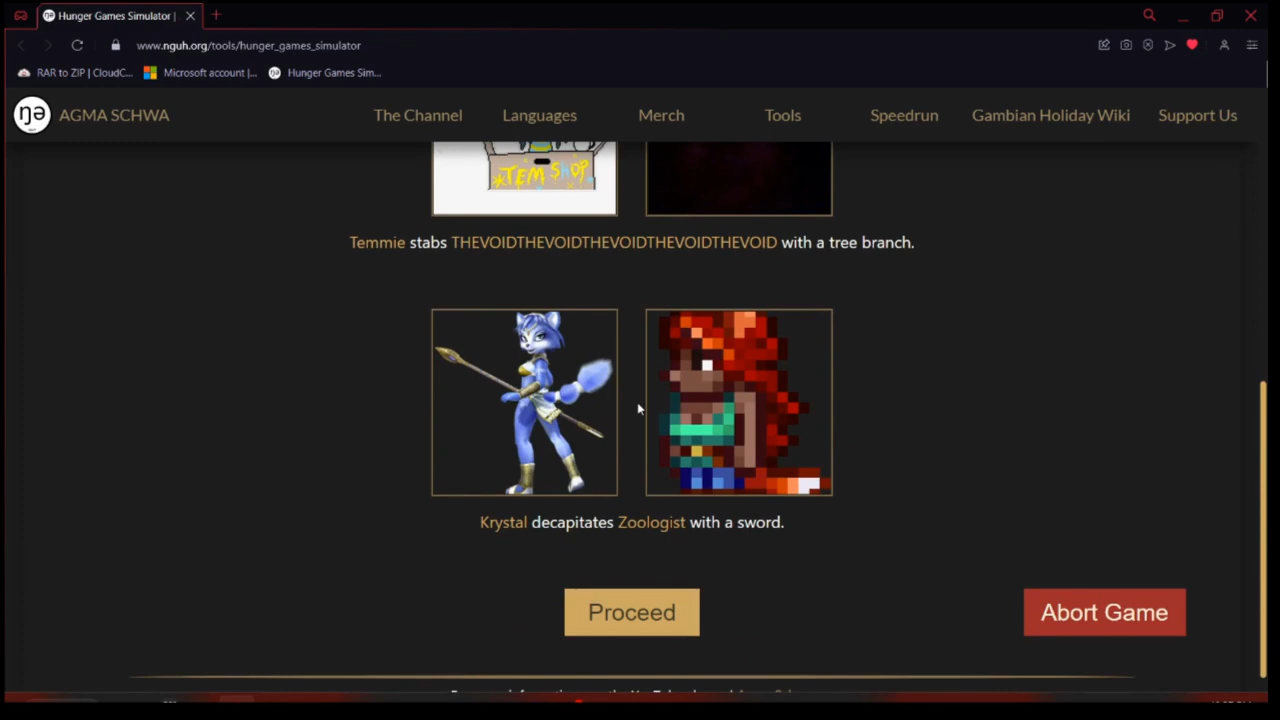 Hunger Games Simulator |
www.nguh.org/tools/hunger_games_simulator
RAR to ZIP | CloudC... Microsoft account |... Hunger Games Sim...
ŋə AGMA SCHWA The Channel Languages Merch Tools Speedrun Gambian Holiday Wiki Support Us
*TEM SHOP
Temmie stabs THEVOIDTHEVOIDTHEVOIDTHEVOIDTHEVOID with a tree branch.
Krystal decapitates Zoologist with a sword.
Proceed Abort Game